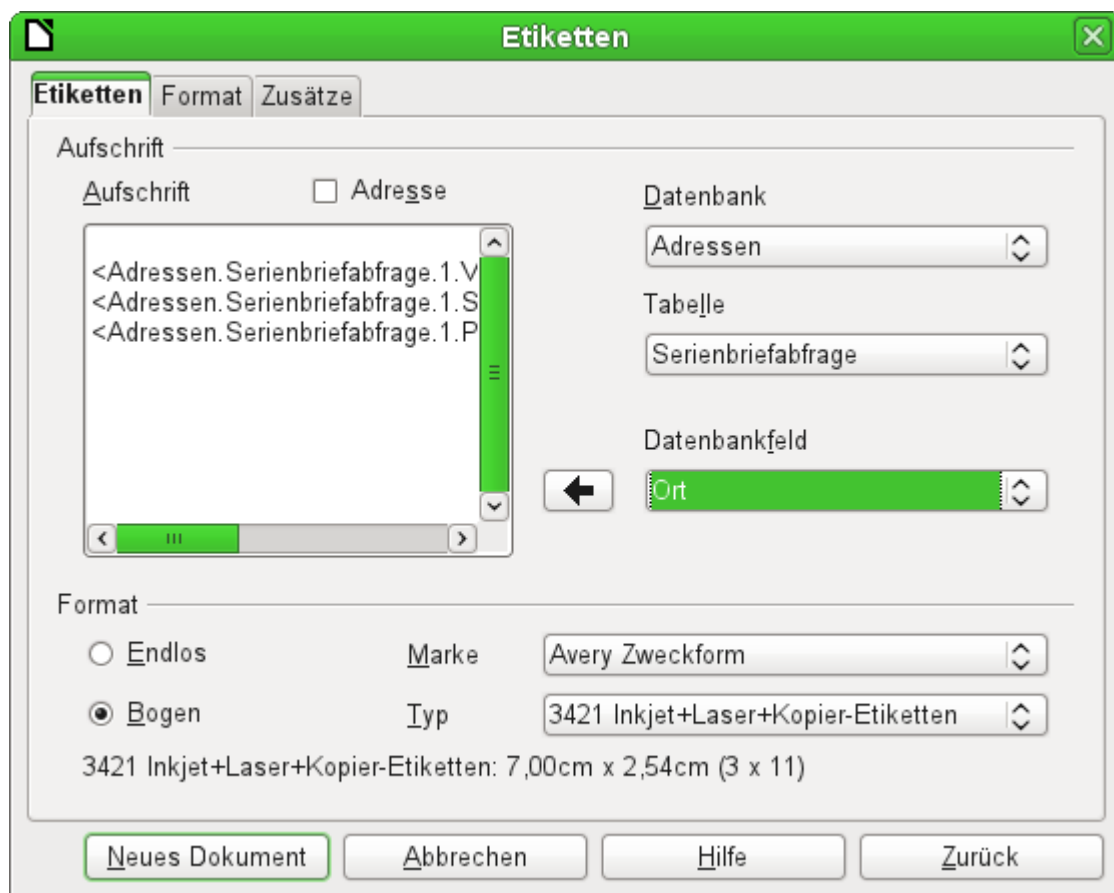 Etiketten
Etiketten Format Zusätze
Aufschrift
Aufschrift Adresse
Datenbank
Adressen
<Adressen.Serienbriefabfrage.1.V
<Adressen.Serienbriefabfrage.1.S
<Adressen.Serienbriefabfrage.1.P
Tabelle
Serienbriefabfrage
Datenbankfeld
Ort
Format
Endlos
Marke Avery Zweckform
Bogen
Typ 3421 Inkjet+Laser+Kopier-Etiketten
3421 Inkjet+Laser+Kopier-Etiketten: 7,00cm x 2,54cm (3 x 11)
Neues Dokument Abbrechen Hilfe Zurück